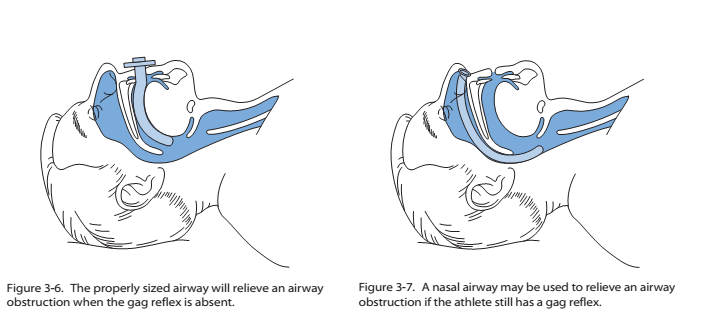 Figure 3-6. The properly sized airway will relieve an airway
obstruction when the gag reflex is absent.
Figure 3-7. A nasal airway may be used to relieve an airway
obstruction if the athlete still has a gag reflex.